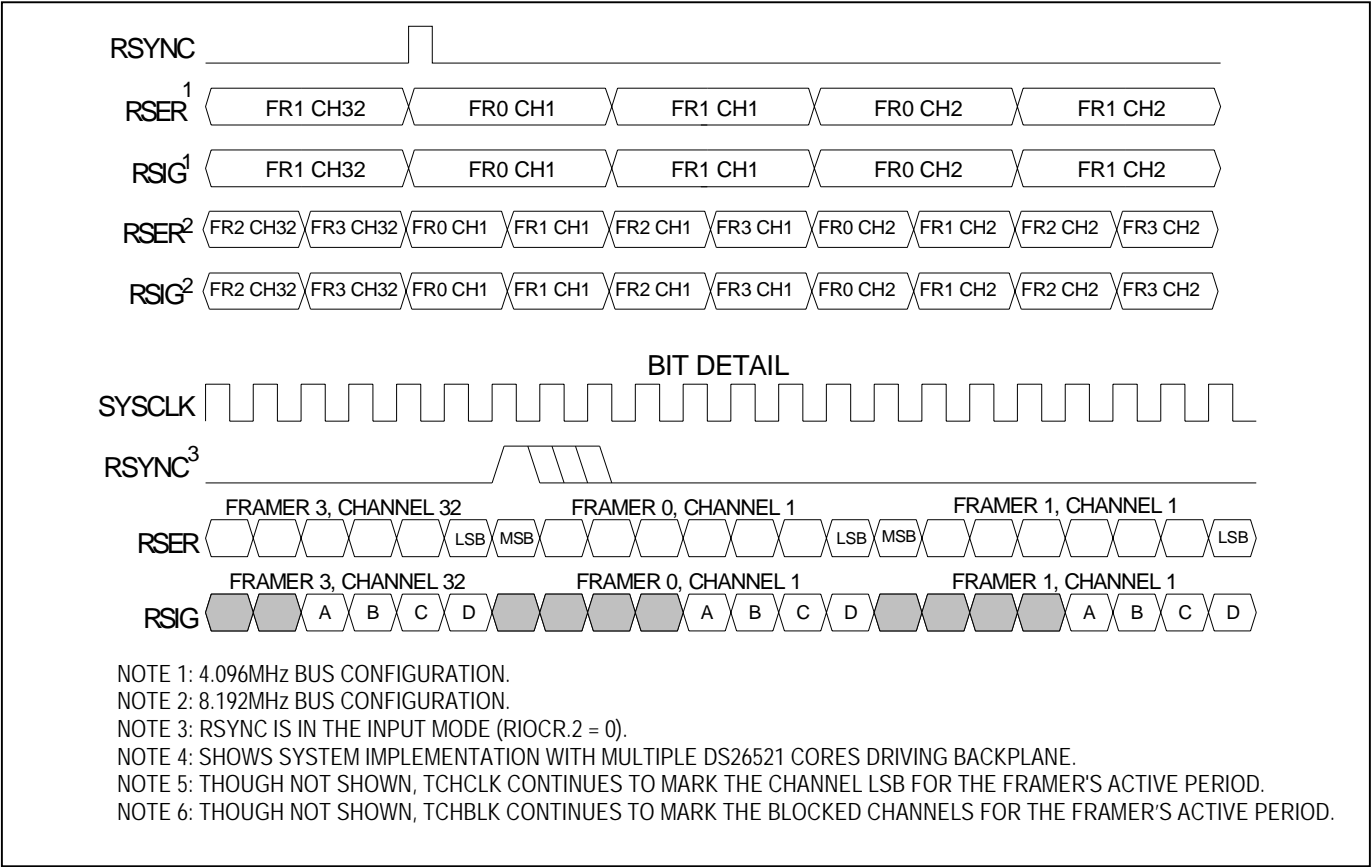 RSYNC
RSER1 FR1 CH32 FR0 CH1 FR1 CH1 FR0 CH2 FR1 CH2
RSIG1 FR1 CH32 FR0 CH1 FR1 CH1 FR0 CH2 FR1 CH2
RSER2 FR2 CH32 FR3 CH32 FR0 CH1 FR1 CH1 FR2 CH1 FR3 CH1 FR0 CH2 FR1 CH2 FR2 CH2 FR3 CH2
RSIG2 FR2 CH32 FR3 CH32 FR0 CH1 FR1 CH1 FR2 CH1 FR3 CH1 FR0 CH2 FR1 CH2 FR2 CH2 FR3 CH2
BIT DETAIL
SYSCLK
RSYNC3
FRAMER 3, CHANNEL 32 FRAMER 0, CHANNEL 1 FRAMER 1, CHANNEL 1
RSER LSB MSB LSB MSB LSB
FRAMER 3, CHANNEL 32 FRAMER 0, CHANNEL 1 FRAMER 1, CHANNEL 1
RSIG A B C D A B C D A B C D
NOTE 1: 4.096MHz BUS CONFIGURATION.
NOTE 2: 8.192MHz BUS CONFIGURATION.
NOTE 3: RSYNC IS IN THE INPUT MODE (RIOCR.2 = 0).
NOTE 4: SHOWS SYSTEM IMPLEMENTATION WITH MULTIPLE DS26521 CORES DRIVING BACKPLANE.
NOTE 5: THOUGH NOT SHOWN, TCHCLK CONTINUES TO MARK THE CHANNEL LSB FOR THE FRAMER'S ACTIVE PERIOD.
NOTE 6: THOUGH NOT SHOWN, TCHBLK CONTINUES TO MARK THE BLOCKED CHANNELS FOR THE FRAMER’S ACTIVE PERIOD.